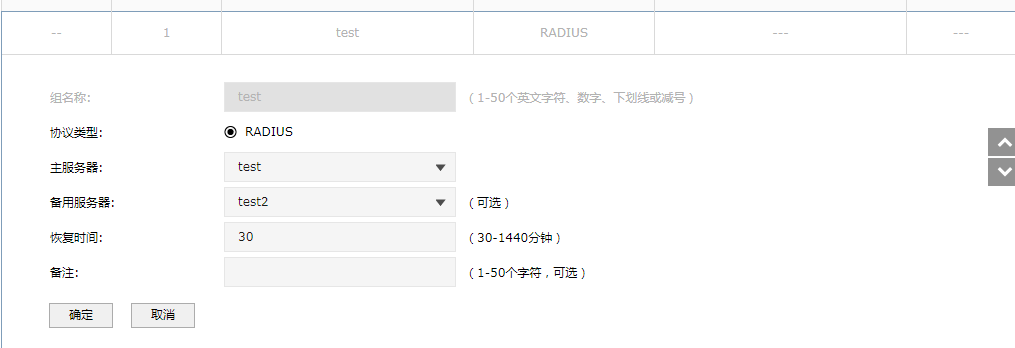 -- 1 test RADIUS --- ---
组名称: test (1-50个英文字符、数字、下划线或减号)
协议类型: RADIUS
主服务器: test
备用服务器: test2 (可选)
恢复时间: 30 (30-1440分钟)
备注: (1-50个字符，可选)
确定 取消